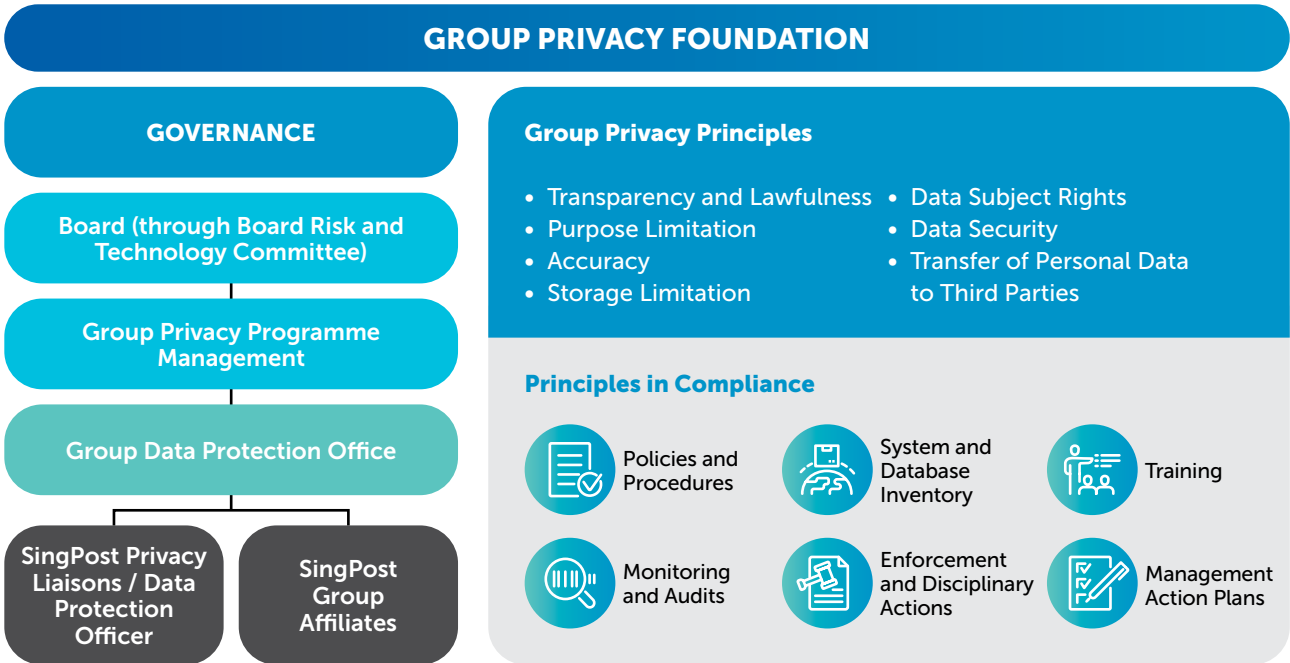 GROUP PRIVACY FOUNDATION
GOVERNANCE
Board (through Board Risk and
Technology Committee)
Group Privacy Programme
Management
Group Data Protection Office
SingPost Privacy
Liaisons / Data
Protection
Officer
SingPost
Group
Affiliates
Group Privacy Principles
• Transparency and Lawfulness
• Purpose Limitation
• Accuracy
• Storage Limitation
• Data Subject Rights
• Data Security
• Transfer of Personal Data
to Third Parties
Principles in Compliance
Policies and
Procedures
System and
Database
Inventory
Training
Monitoring
and Audits
Enforcement
and Disciplinary
Actions
Management
Action Plans